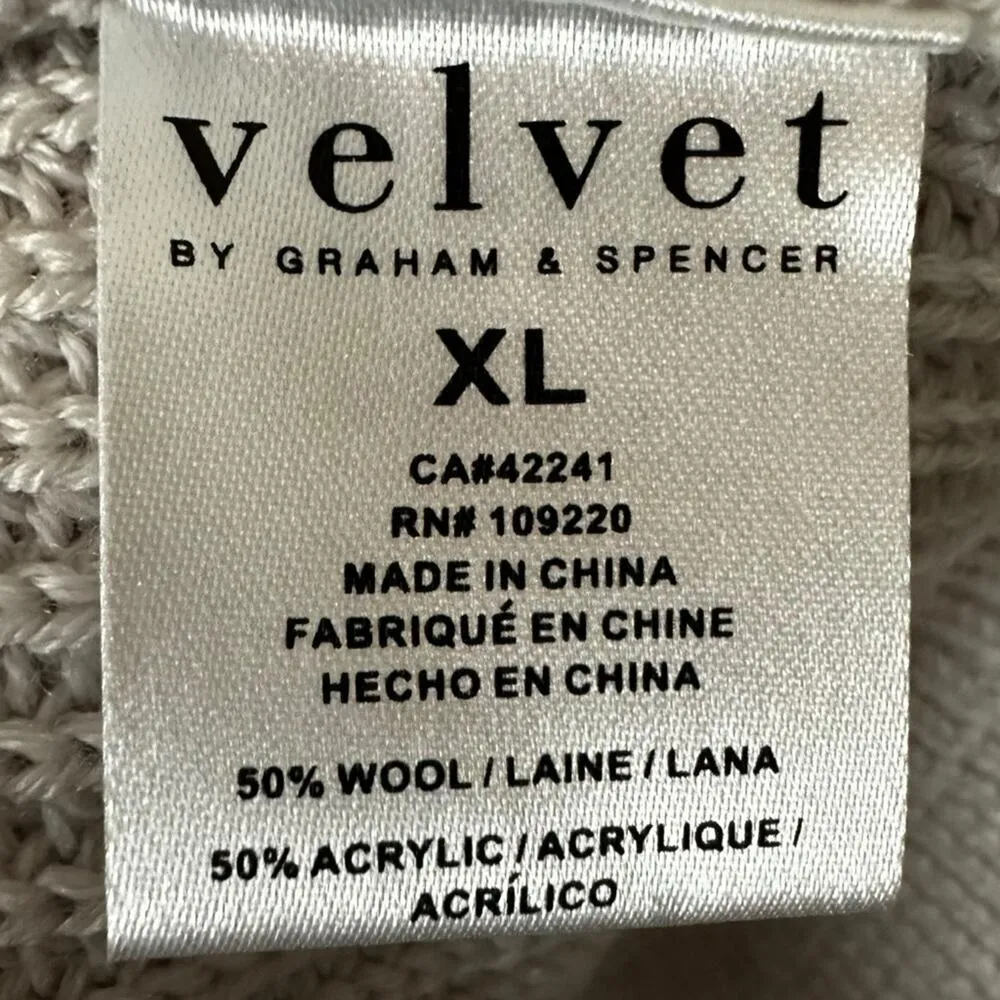 velvet
BY GRAHAM & SPENCER
XL
CA#42241
RN# 109220
MADE IN CHINA
FABRIQUÉ EN CHINE
HECHO EN CHINA
50% WOOL / LAINE / LANA
50% ACRYLIC / ACRYLIQUE /
ACRÍLICO